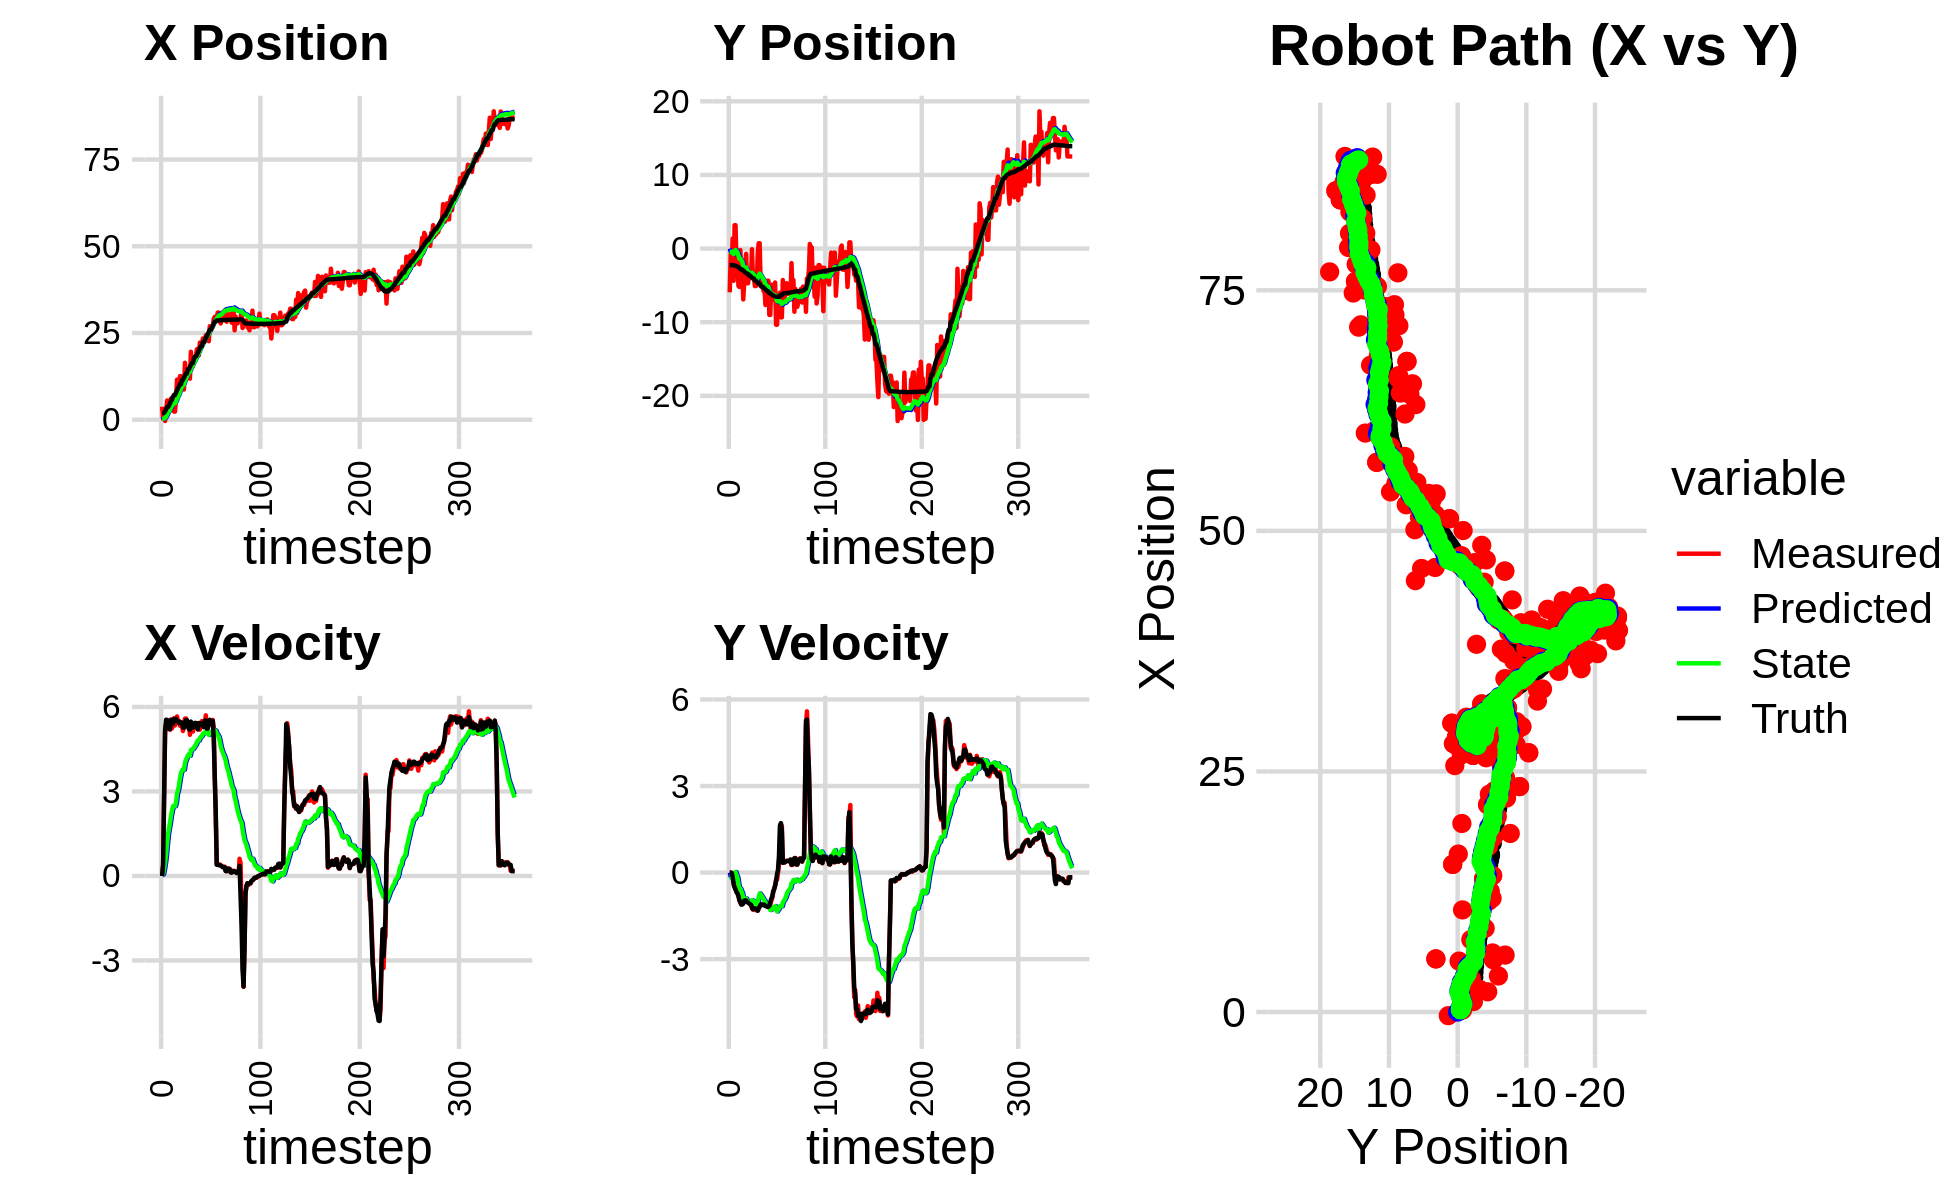 X Position
75
50
25
0
0
100
200
300
timestep
Y Position
20
10
0
-10
-20
0
100
200
300
timestep
X Velocity
6
3
0
-3
0
100
200
300
timestep
Y Velocity
6
3
0
-3
0
100
200
300
timestep
Robot Path (X vs Y)
X Position
75
50
25
0
20 10 0 -10 -20
Y Position
variable
Measured
Predicted
State
Truth